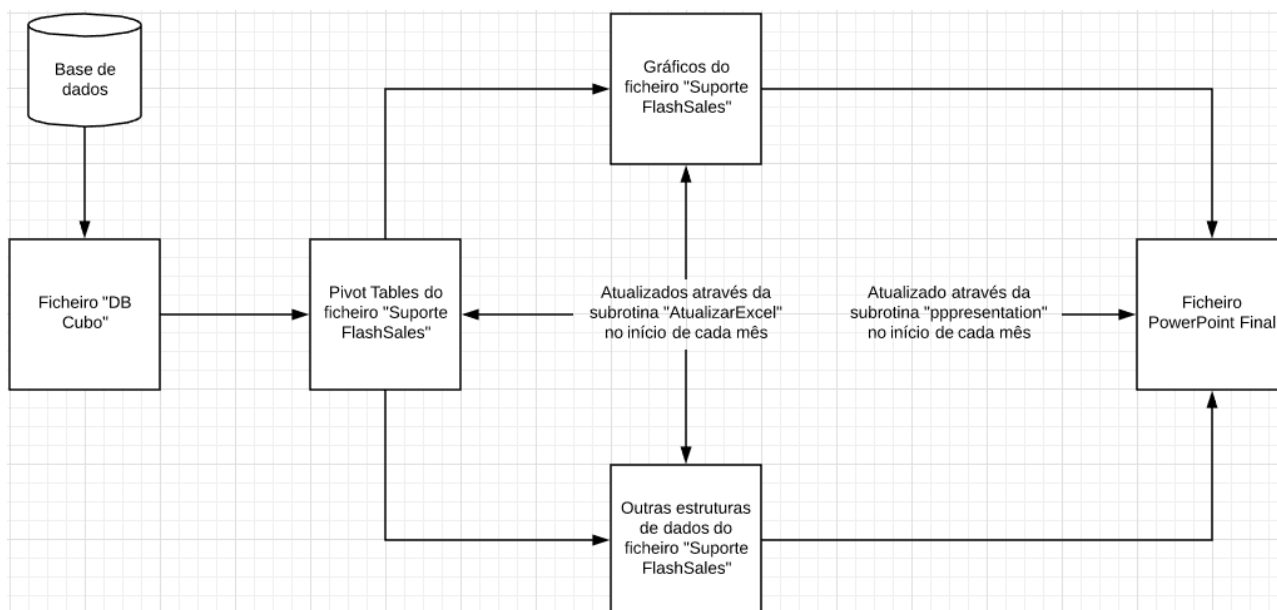 Base de
dados
Gráficos do
ficheiro "Suporte
FlashSales"
Ficheiro "DB
Cubo"
Pivot Tables do
ficheiro "Suporte
FlashSales"
Atualizados através da
subrotina "AtualizarExcel"
no início de cada mês
Atualizado através da
subrotina "pppresentation"
no início de cada mês
Ficheiro
PowerPoint Final
Outras estruturas
de dados do
ficheiro "Suporte
FlashSales"